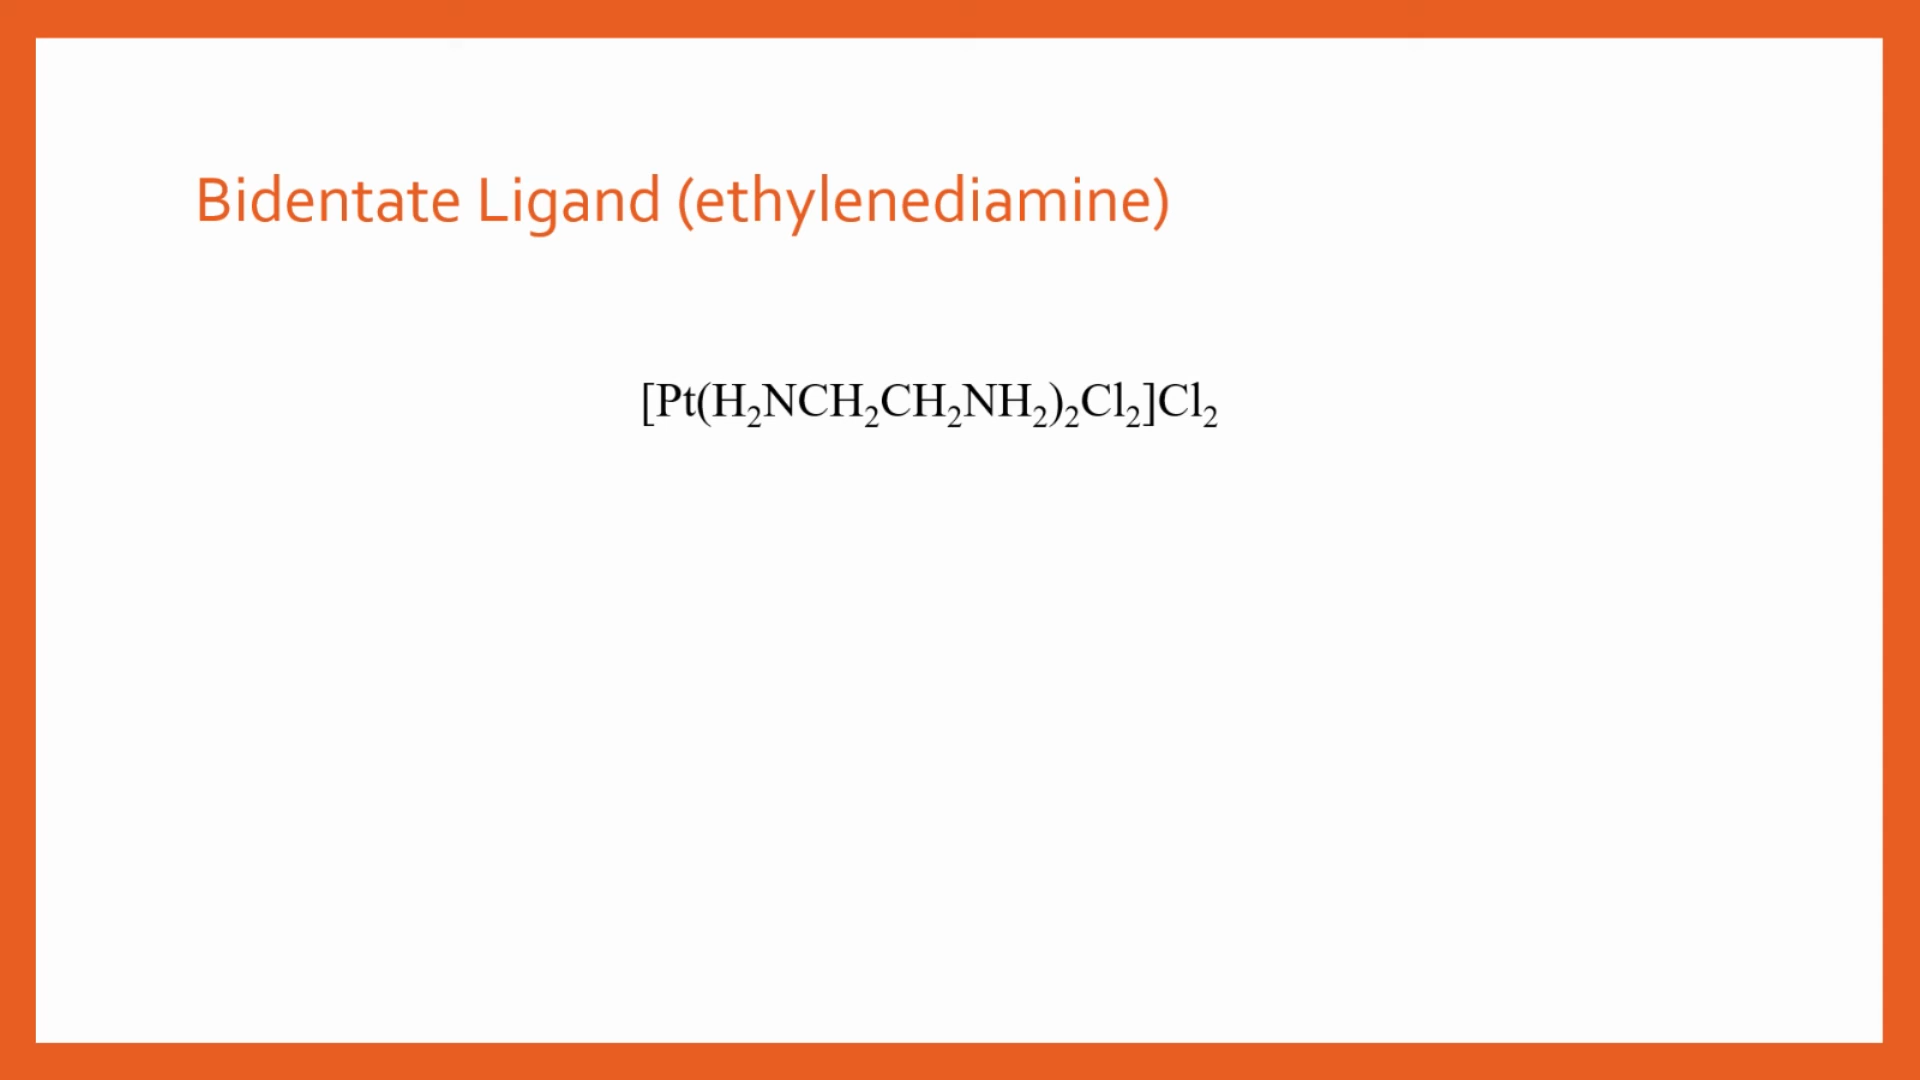 Bidentate Ligand (ethylenediamine)
[Pt(H₂NCH₂CH₂NH₂)₂Cl₂]Cl₂